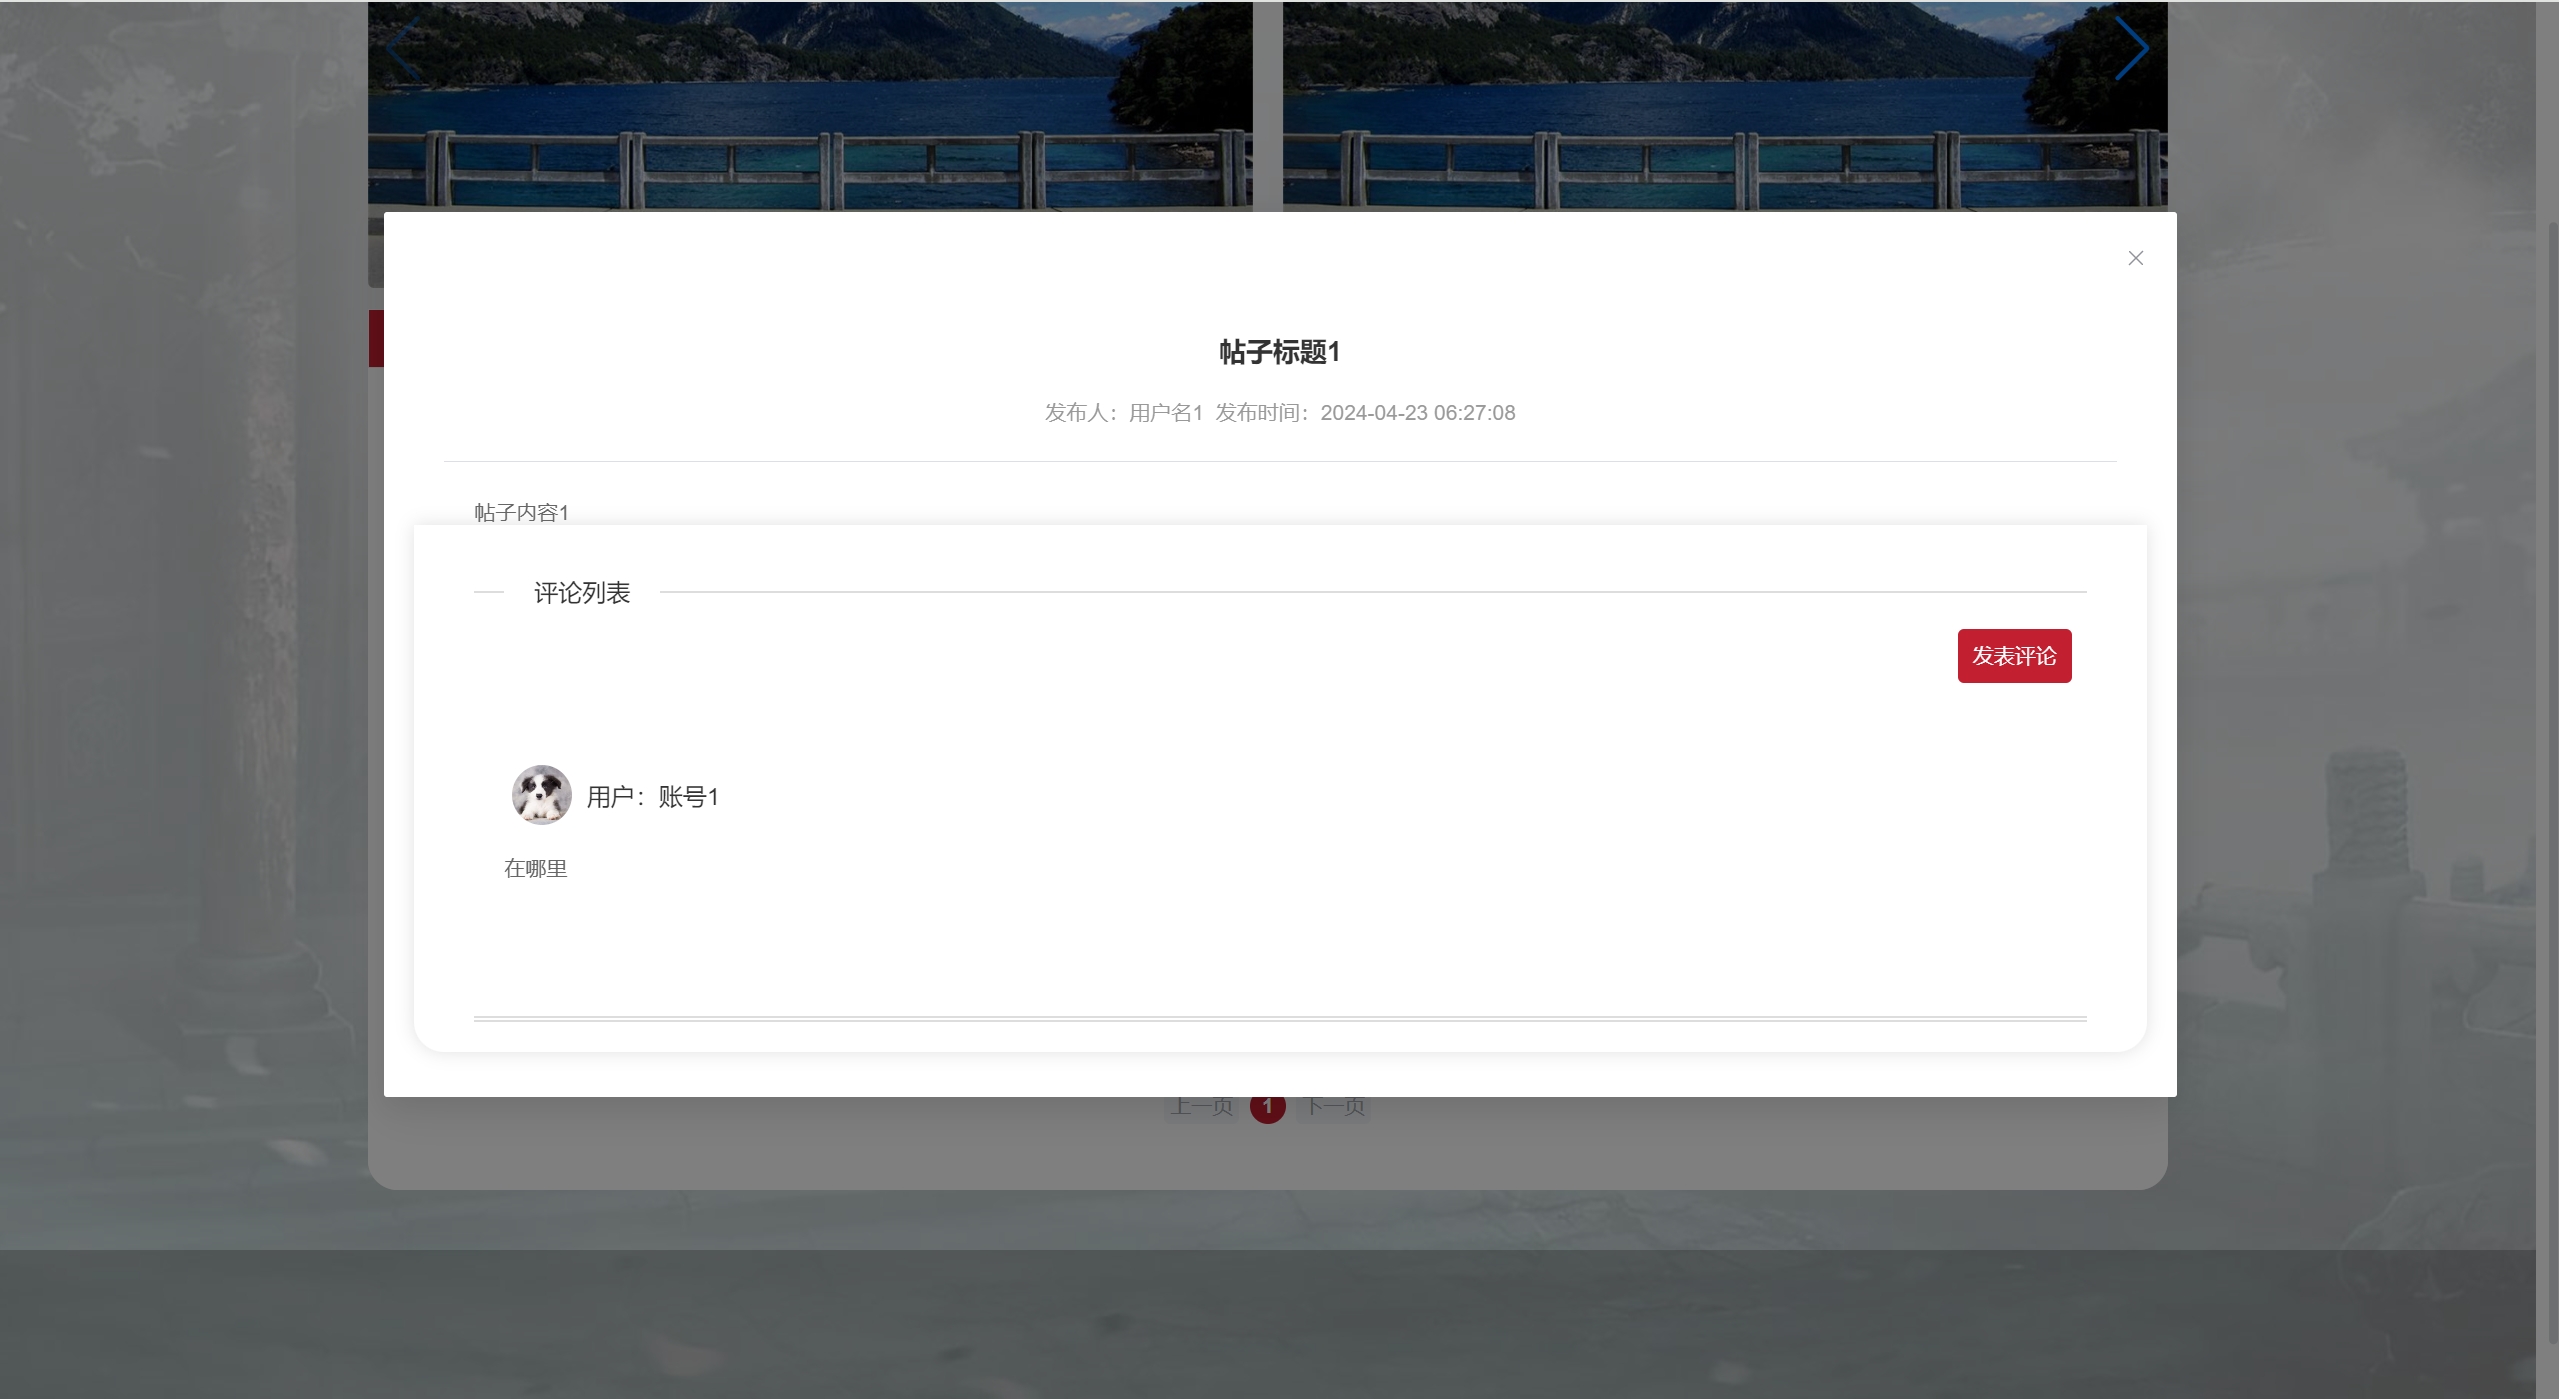 帖子标题1
发布人：用户名1 发布时间：2024-04-23 06:27:08
帖子内容1
评论列表
发表评论
用户：账号1
在哪里
上一页 1 下一页